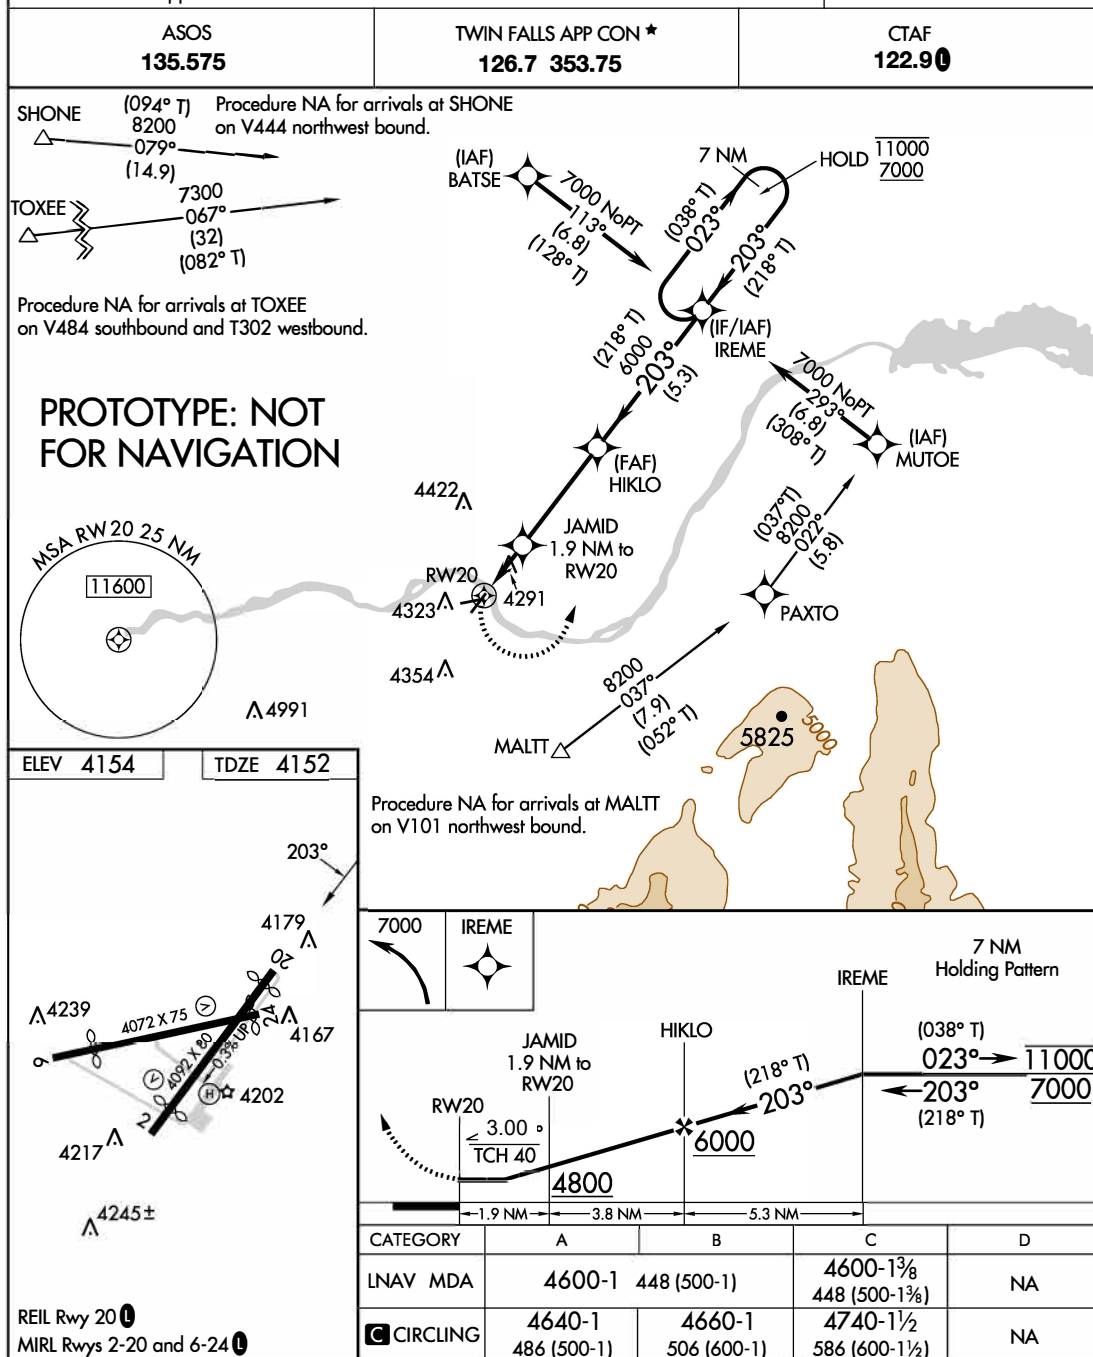 ASOS
135.575
TWIN FALLS APP CON ★
126.7 353.75
CTAF
122.9 L
SHONE
(094° T)
8200
079°
(14.9)
Procedure NA for arrivals at SHONE
on V444 northwest bound.
TOXEE
7300
067°
(32)
(082° T)
Procedure NA for arrivals at TOXEE
on V484 southbound and T302 westbound.
(IAF)
BATSE
7000 NoPT
113°
(6.8)
(128° T)
7 NM
HOLD
11000
7000
(038° T)
023°
203°
(218° T)
(IF/IAF)
IREME
(218° T)
6000
203°
(5.3)
7000 NoPT
293°
(6.8)
(308° T)
(IAF)
MUTOE
PROTOTYPE: NOT
FOR NAVIGATION
(FAF)
HIKLO
4422
JAMID
1.9 NM to
RW20
(037° T)
8200
022°
(5.8)
MSA RW20 25 NM
11600
RW20
4323
4291
PAXTO
4354
8200
037°
(7.9)
(052° T)
4991
MALTT
5825
5000
Procedure NA for arrivals at MALTT
on V101 northwest bound.
ELEV 4154
TDZE 4152
203°
4179
20
4239
4072 X 75
V
24
4167
6
4092 X 80
0.3% UP
V
H
4202
2
4217
4245±
REIL Rwy 20 L
MIRL Rwys 2-20 and 6-24 L
7000
IREME
7 NM
Holding Pattern
IREME
HIKLO
JAMID
1.9 NM to
RW20
(038° T)
023°
11000
203°
7000
(218° T)
(218° T)
203°
RW20
3.00°
TCH 40
6000
4800
1.9 NM
3.8 NM
5.3 NM
CATEGORY A B C D
LNAV MDA 4600-1 448 (500-1) 4600-1⅜ 448 (500-1⅜) NA
C CIRCLING 4640-1 486 (500-1) 4660-1 506 (600-1) 4740-1½ 586 (600-1½) NA